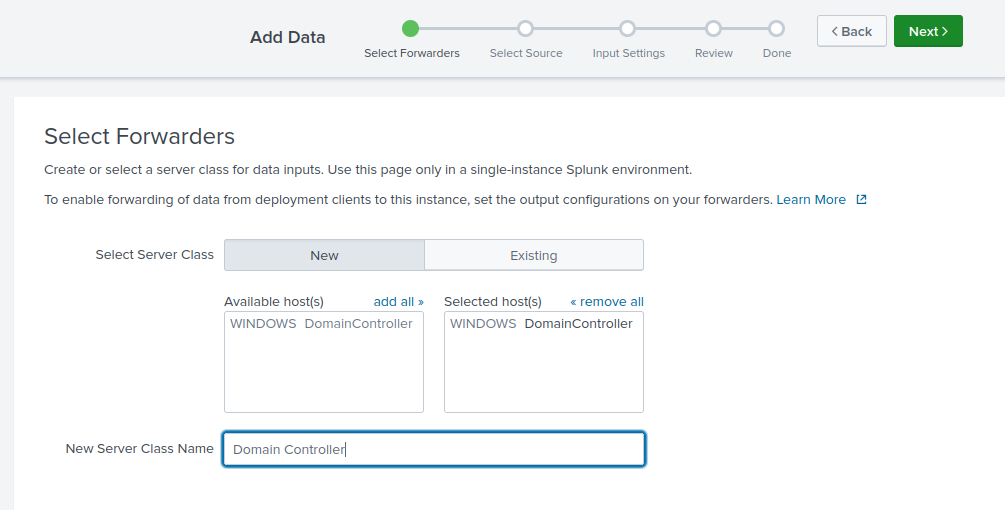 Add Data
Select Forwarders
Select Source
Input Settings
Review
Done
< Back
Next >
Select Forwarders
Create or select a server class for data inputs. Use this page only in a single-instance Splunk environment.
To enable forwarding of data from deployment clients to this instance, set the output configurations on your forwarders. Learn More
Select Server Class
New
Existing
Available host(s) add all »
Selected host(s) « remove all
WINDOWS DomainController
WINDOWS DomainController
New Server Class Name
Domain Controller